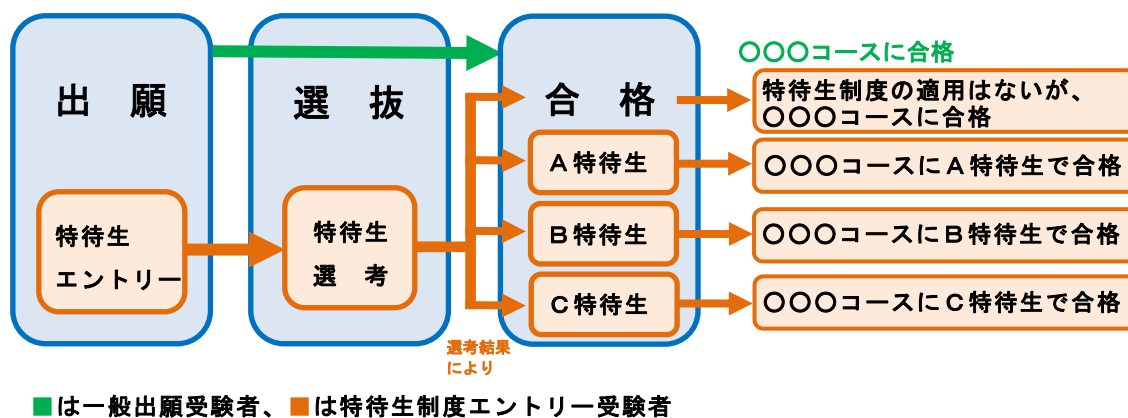 出 願
特待生
エントリー
選 抜
特待生
選 考
選考結果
により
合 格
A特待生
B特待生
C特待生
〇〇〇コースに合格
特待生制度の適用はないが、
〇〇〇コースに合格
〇〇〇コースにA特待生で合格
〇〇〇コースにB特待生で合格
〇〇〇コースにC特待生で合格
■は一般出願受験者、■は特待生制度エントリー受験者